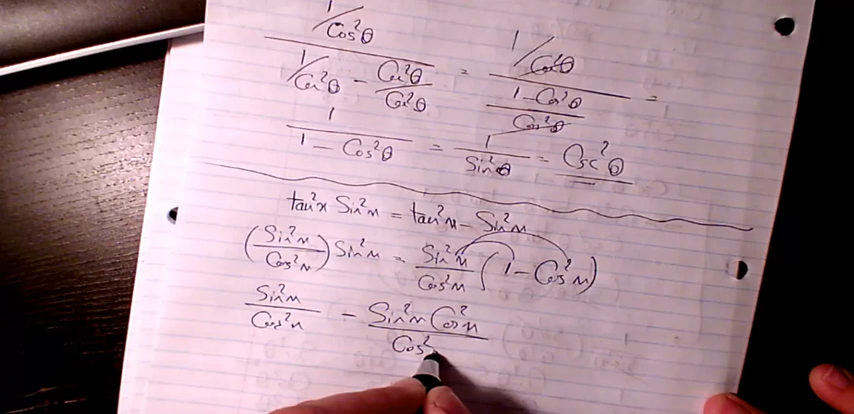 1/Cos²θ / (1/Cos²θ - Cos²θ/Cos²θ) = 1/Cos²θ / ((1-Cos²θ)/Cos²θ) =
1/(1 - Cos²θ) = 1/Sin²θ = Csc²θ
tan²x Sin²x = tan²x - Sin²x
(Sin²x/Cos²x) Sin²x = Sin²x/Cos²x (1 - Cos²x)
Sin²x/Cos²x - Sin²x Cos²x/Cos²